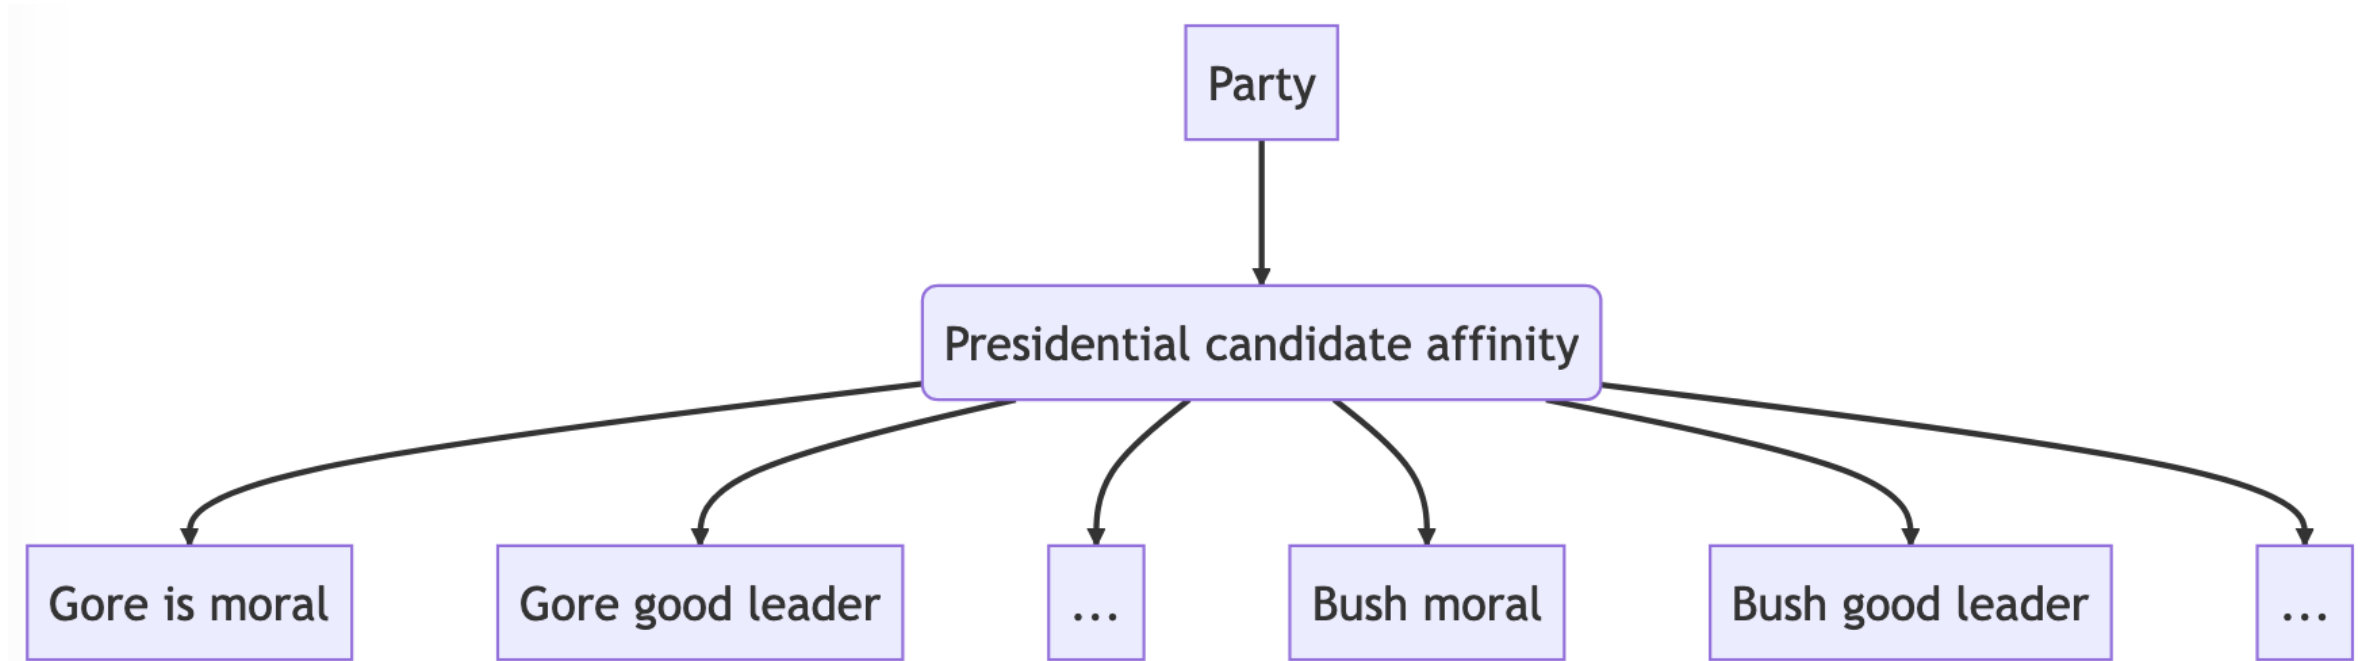 Party
Presidential candidate affinity
Gore is moral
Gore good leader
...
Bush moral
Bush good leader
...